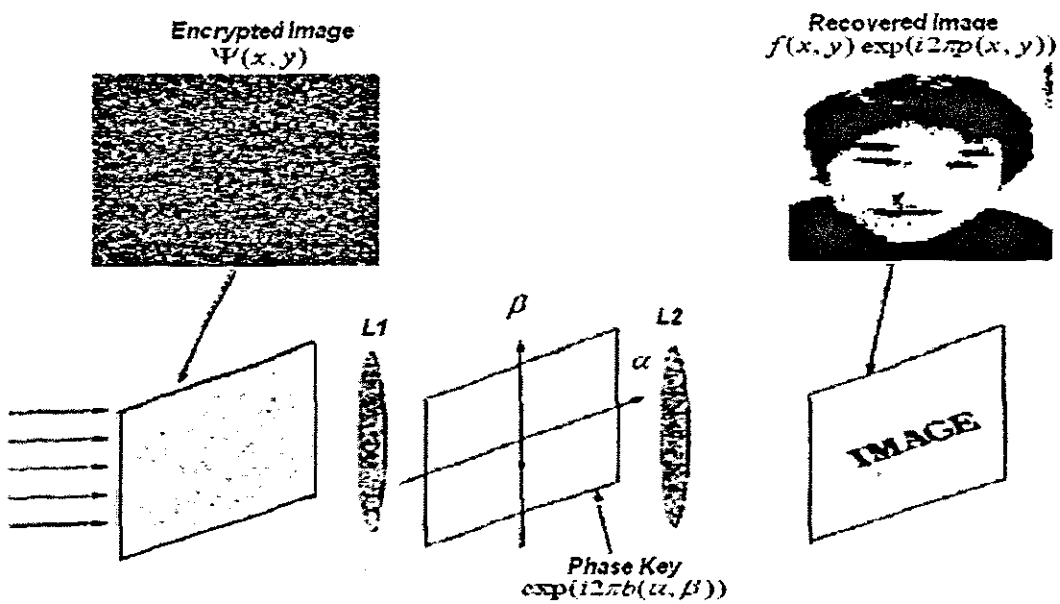 Encrypted Image
Ψ(x, y)
Recovered Image
f(x, y) exp(i2πp(x, y))
L1
β
α
L2
IMAGE
Phase Key
exp(i2πb(α, β))